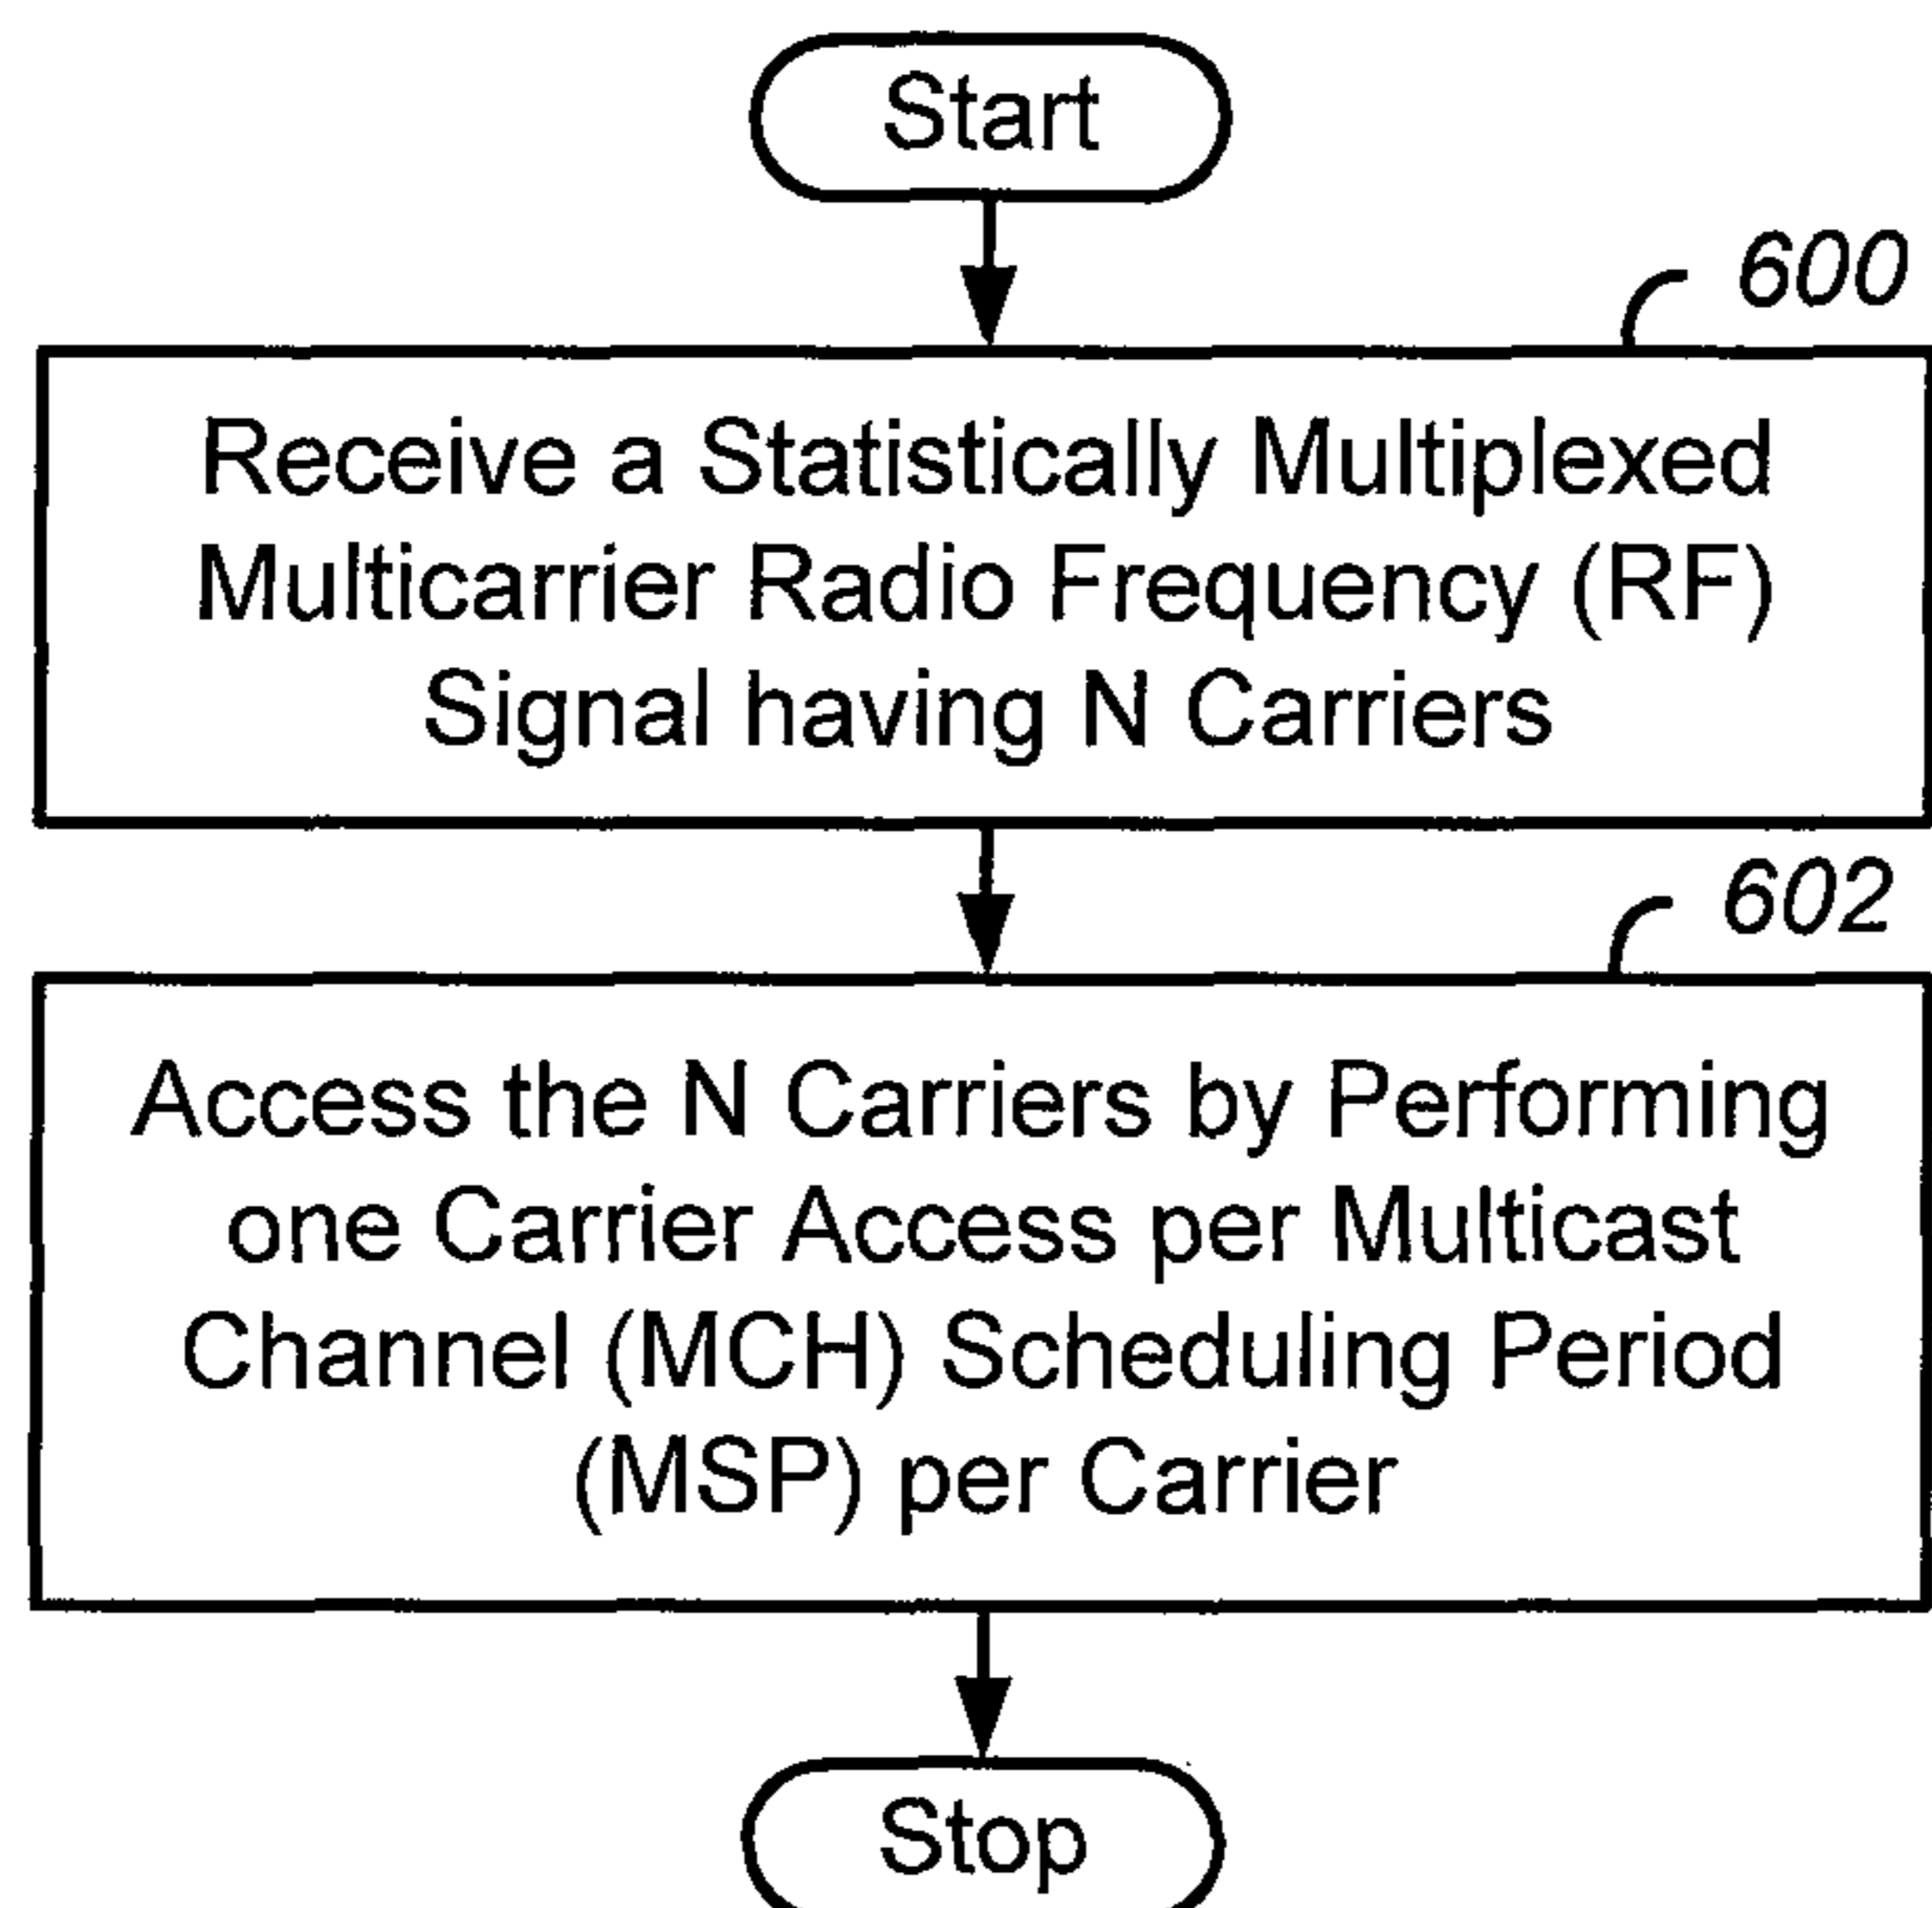 Start
600
Receive a Statistically Multiplexed
Multicarrier Radio Frequency (RF)
Signal having N Carriers
602
Access the N Carriers by Performing
one Carrier Access per Multicast
Channel (MCH) Scheduling Period
(MSP) per Carrier
Stop